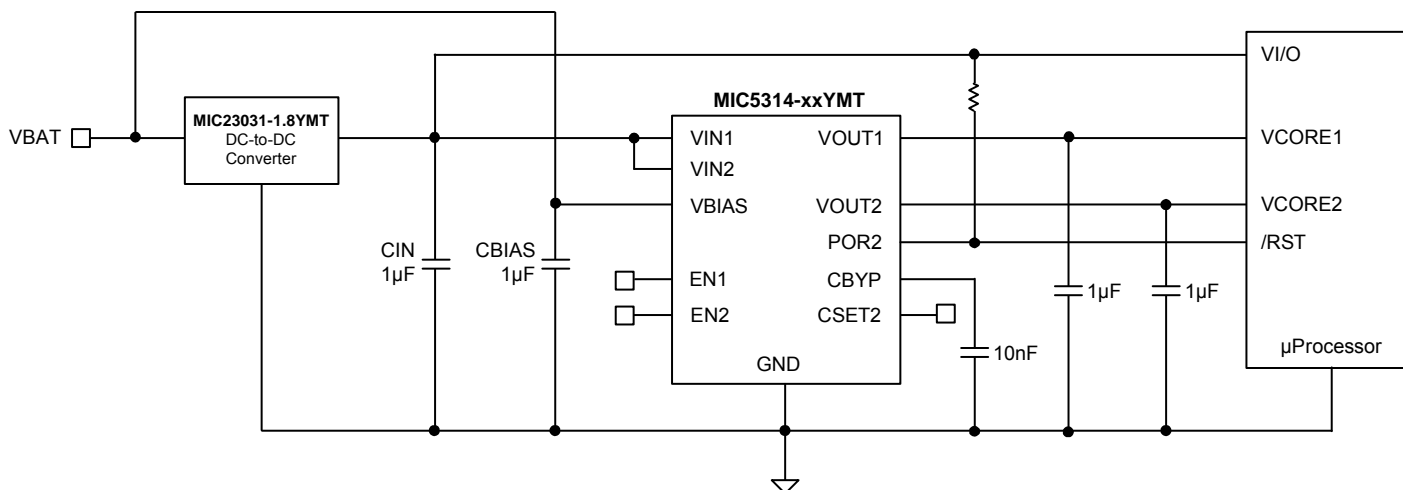 VBAT
MIC23031-1.8YMT
DC-to-DC
Converter
CIN
1µF
CBIAS
1µF
MIC5314-xxYMT
VIN1
VIN2
VBIAS
EN1
EN2
GND
VOUT1
VOUT2
POR2
CBYP
CSET2
10nF
1µF
1µF
VI/O
VCORE1
VCORE2
/RST
µProcessor